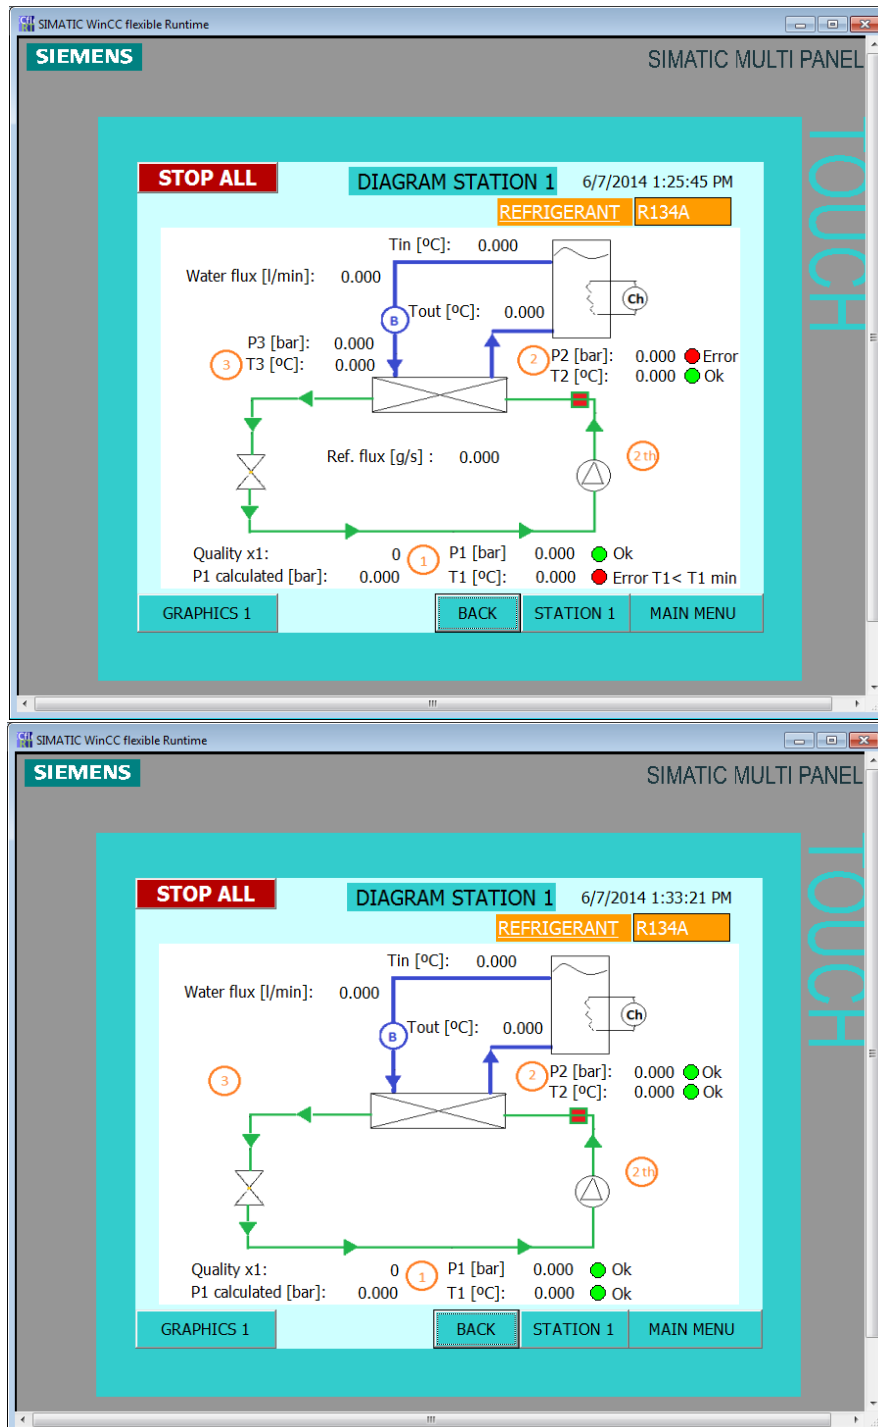 SIMATIC WinCC flexible Runtime
SIEMENS
SIMATIC MULTI PANEL
TOUCH
STOP ALL
DIAGRAM STATION 1
6/7/2014 1:25:45 PM
REFRIGERANT R134A
Tin [ºC]: 0.000
Water flux [l/min]: 0.000
Ch
B
Tout [ºC]: 0.000
P3 [bar]: 0.000
3
T3 [ºC]: 0.000
2
P2 [bar]: 0.000 Error
T2 [ºC]: 0.000 Ok
Ref. flux [g/s] : 0.000
2 th
Quality x1: 0
1
P1 [bar] 0.000 Ok
P1 calculated [bar]: 0.000
T1 [ºC]: 0.000 Error T1< T1 min
GRAPHICS 1
BACK
STATION 1
MAIN MENU
SIMATIC WinCC flexible Runtime
SIEMENS
SIMATIC MULTI PANEL
TOUCH
STOP ALL
DIAGRAM STATION 1
6/7/2014 1:33:21 PM
REFRIGERANT R134A
Tin [ºC]: 0.000
Water flux [l/min]: 0.000
Ch
B
Tout [ºC]: 0.000
3
2
P2 [bar]: 0.000 Ok
T2 [ºC]: 0.000 Ok
2 th
Quality x1: 0
1
P1 [bar] 0.000 Ok
P1 calculated [bar]: 0.000
T1 [ºC]: 0.000 Ok
GRAPHICS 1
BACK
STATION 1
MAIN MENU